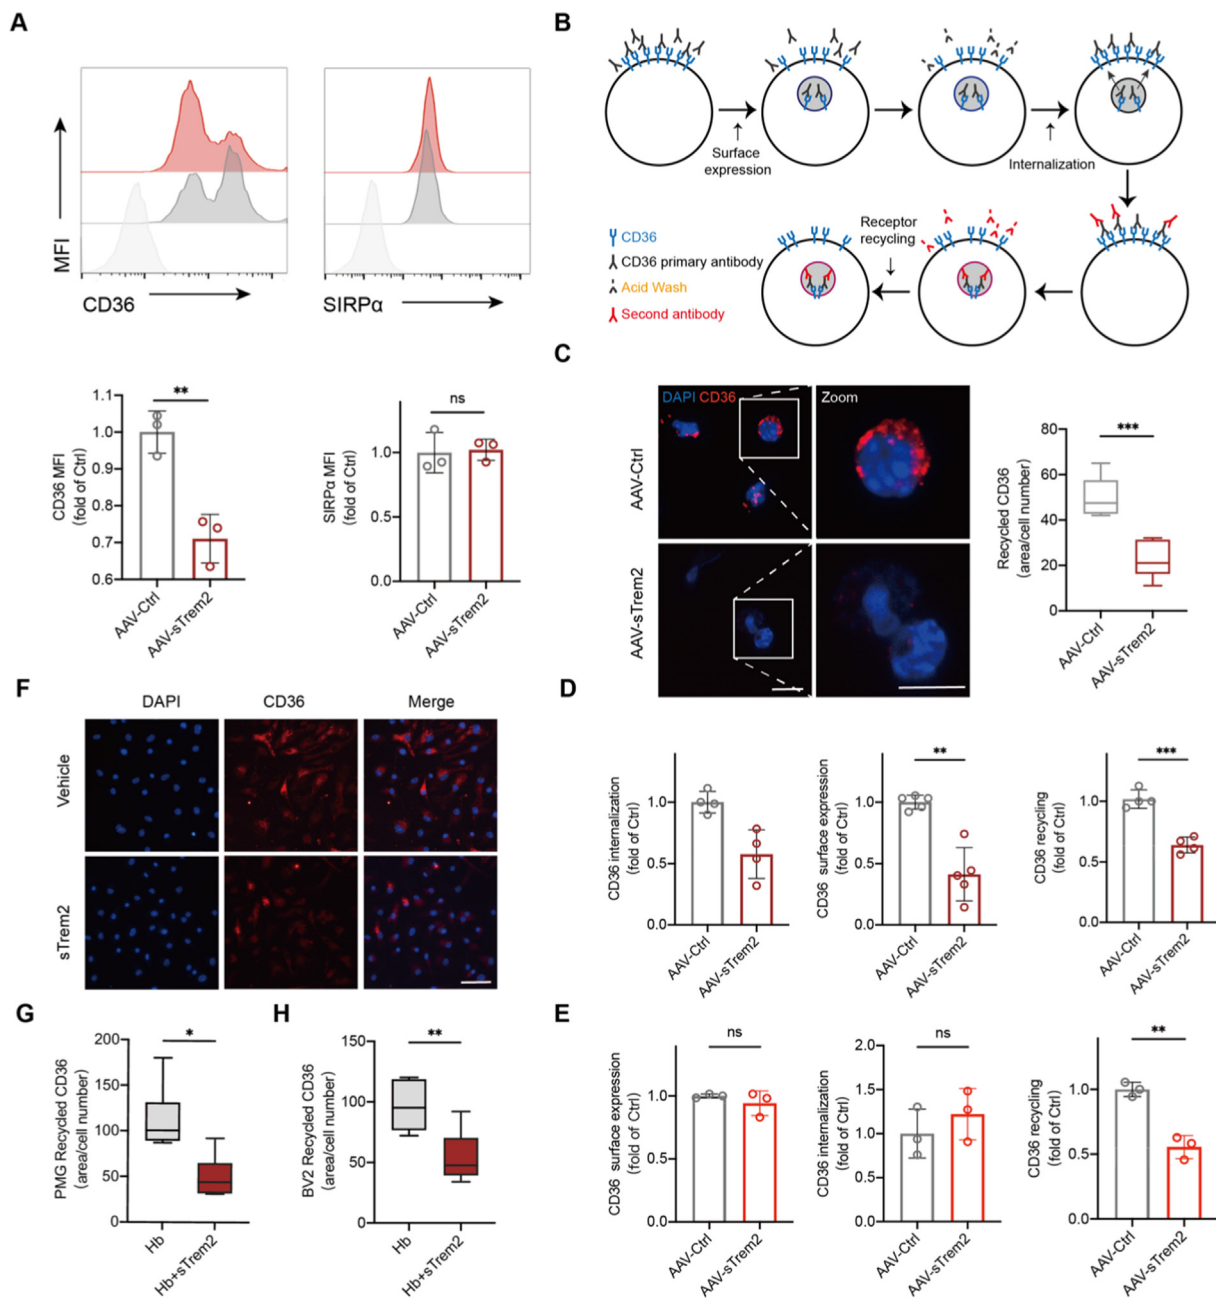 A
MFI
CD36
SIRPα
CD36 MFI
(fold of Ctrl)
1.1
1.0
0.9
0.8
0.7
0.6
**
AAV-Ctrl
AAV-sTrem2
SIRPα MFI
(fold of Ctrl)
1.0
0.5
0.0
ns
AAV-Ctrl
AAV-sTrem2
B
Surface
expression
Internalization
Receptor
recycling
CD36
CD36 primary antibody
Acid Wash
Second antibody
C
DAPI CD36
Zoom
AAV-Ctrl
AAV-sTrem2
Recycled CD36
(area/cell number)
80
60
40
20
0
***
AAV-Ctrl
AAV-sTrem2
F
DAPI
CD36
Merge
Vehicle
sTrem2
D
CD36 internalization
(fold of Ctrl)
1.0
0.5
0.0
AAV-Ctrl
AAV-sTrem2
CD36 surface expression
(fold of Ctrl)
1.0
0.5
0.0
**
AAV-Ctrl
AAV-sTrem2
CD36 recycling
(fold of Ctrl)
1.0
0.5
0.0
***
AAV-Ctrl
AAV-sTrem2
G
PMG Recycled CD36
(area/cell number)
200
150
100
50
0
*
Hb
Hb+sTrem2
H
BV2 Recycled CD36
(area/cell number)
150
100
50
0
**
Hb
Hb+sTrem2
E
CD36 surface expression
(fold of Ctrl)
1.0
0.5
0.0
ns
AAV-Ctrl
AAV-sTrem2
CD36 internalization
(fold of Ctrl)
2.0
1.5
1.0
0.5
0.0
ns
AAV-Ctrl
AAV-sTrem2
CD36 recycling
(fold of Ctrl)
1.0
0.5
0.0
**
AAV-Ctrl
AAV-sTrem2